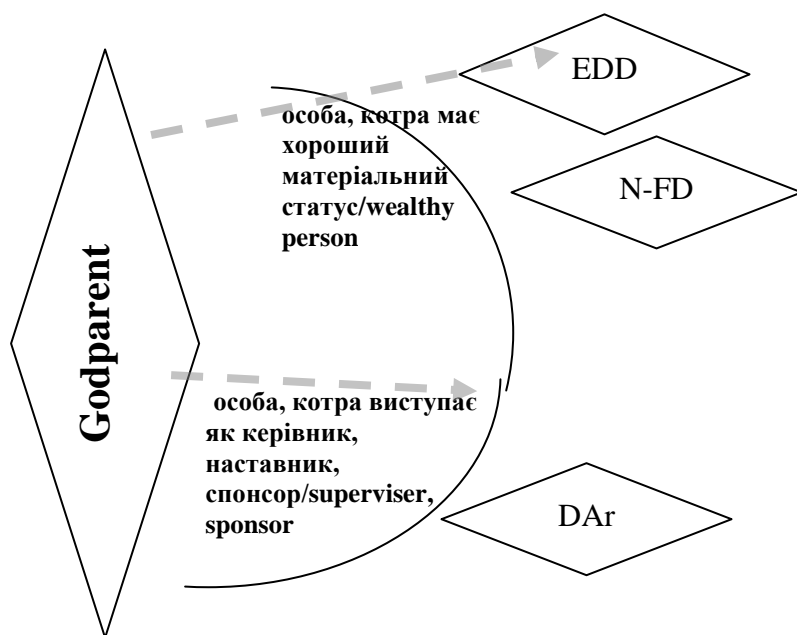 EDD
особа, котра має
хороший
матеріальний
статус/wealthy
person
N-FD
Godparent
особа, котра виступає
як керівник,
наставник,
спонсор/superviser,
sponsor
DAr